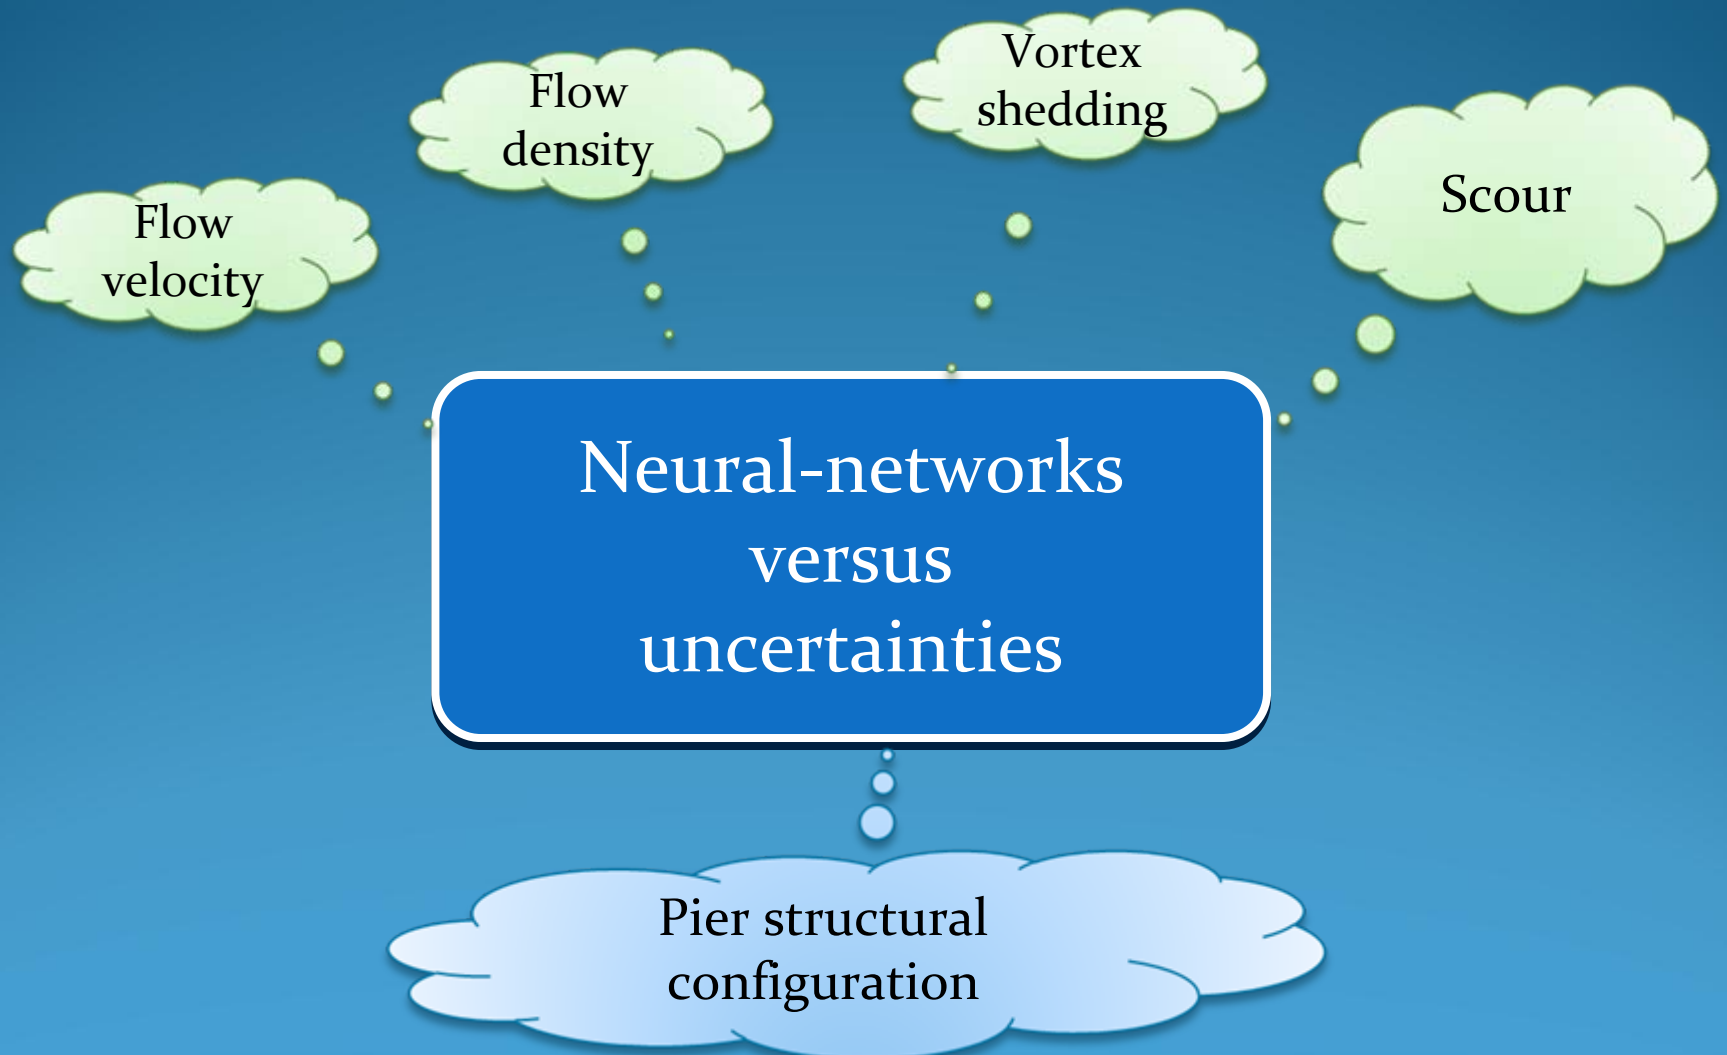 Flow
velocity
Flow
density
Vortex
shedding
Scour
Neural-networks
versus
uncertainties
Pier structural
configuration